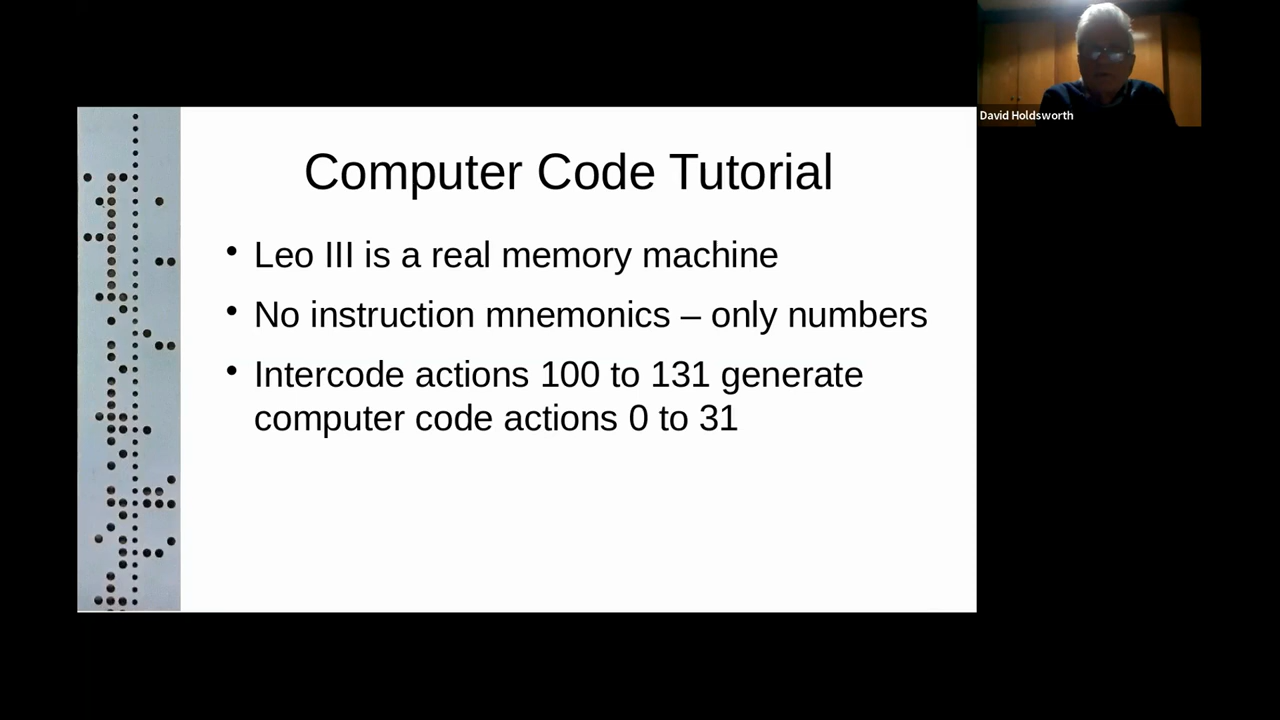 David Holdsworth
Computer Code Tutorial
• Leo III is a real memory machine
• No instruction mnemonics – only numbers
• Intercode actions 100 to 131 generate
computer code actions 0 to 31